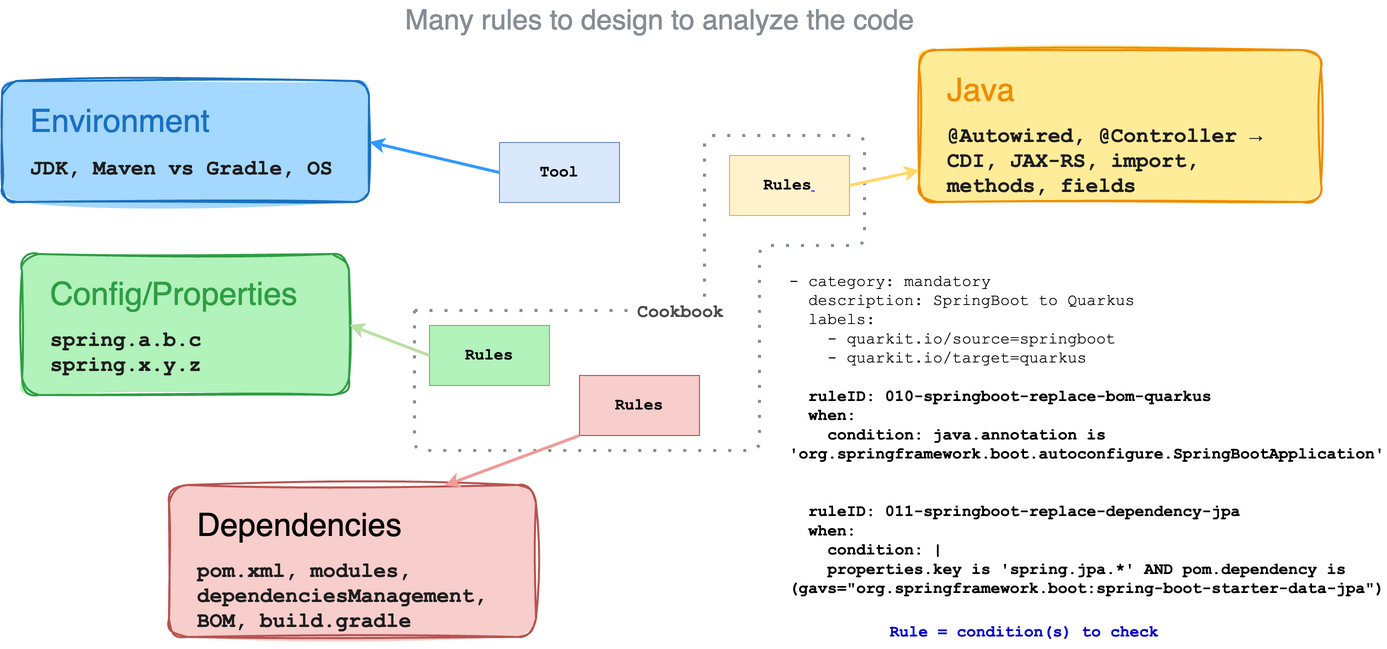 Many rules to design to analyze the code
Environment
JDK, Maven vs Gradle, OS
Tool
Rules
Java
@Autowired, @Controller →
CDI, JAX-RS, import,
methods, fields
Config/Properties
spring.a.b.c
spring.x.y.z
Cookbook
Rules
Rules
Dependencies
pom.xml, modules,
dependenciesManagement,
BOM, build.gradle
- category: mandatory
  description: SpringBoot to Quarkus
  labels:
    - quarkit.io/source=springboot
    - quarkit.io/target=quarkus
  ruleID: 010-springboot-replace-bom-quarkus
  when:
    condition: java.annotation is
'org.springframework.boot.autoconfigure.SpringBootApplication'
  ruleID: 011-springboot-replace-dependency-jpa
  when:
    condition: |
    properties.key is 'spring.jpa.*' AND pom.dependency is
(gavs="org.springframework.boot:spring-boot-starter-data-jpa")
Rule = condition(s) to check